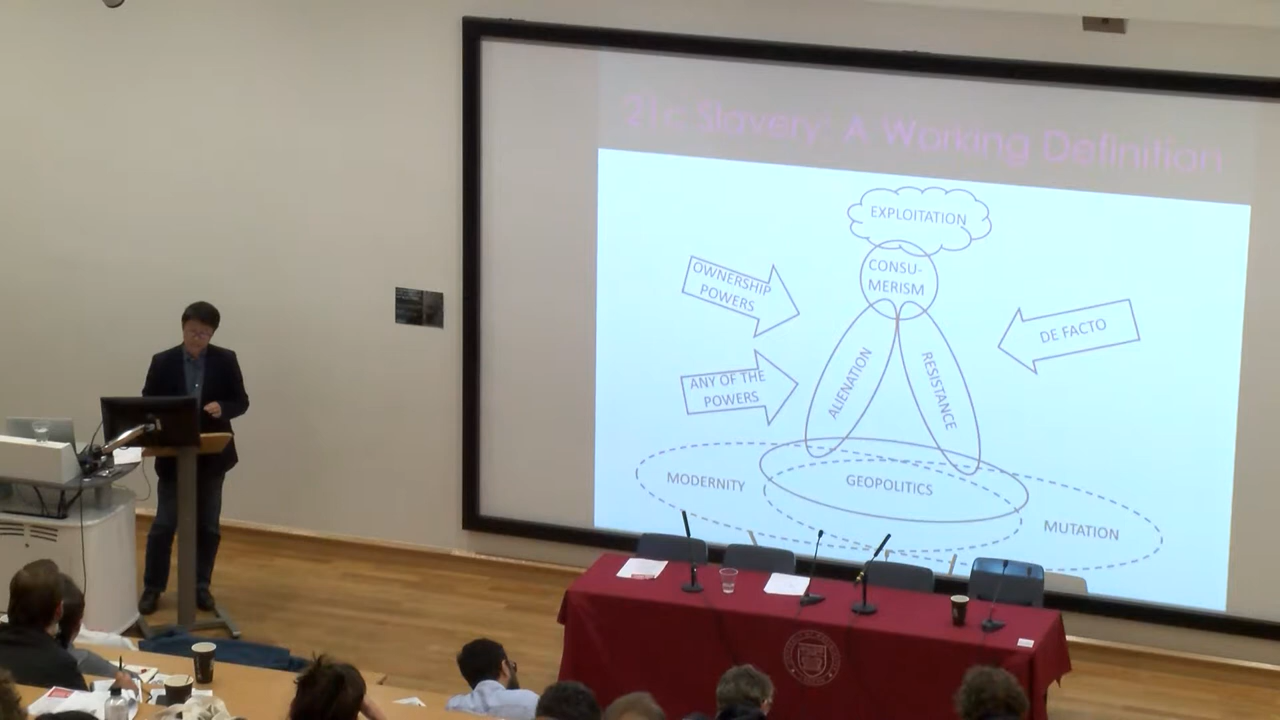 21c Slavery: A Working Definition
EXPLOITATION
CONSU-
MERISM
OWNERSHIP
POWERS
DE FACTO
ANY OF THE
POWERS
ALIENATION
RESISTANCE
MODERNITY
GEOPOLITICS
MUTATION